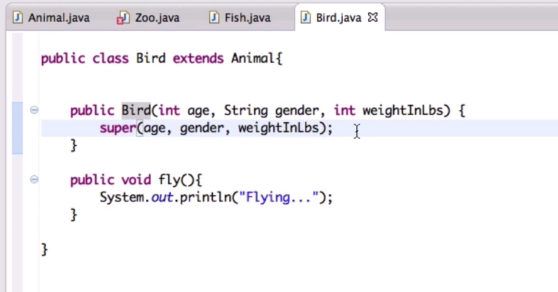 Animal.java Zoo.java Fish.java Bird.java
public class Bird extends Animal{
public Bird(int age, String gender, int weightInLbs) {
super(age, gender, weightInLbs);
}
public void fly(){
System.out.println("Flying...");
}
}